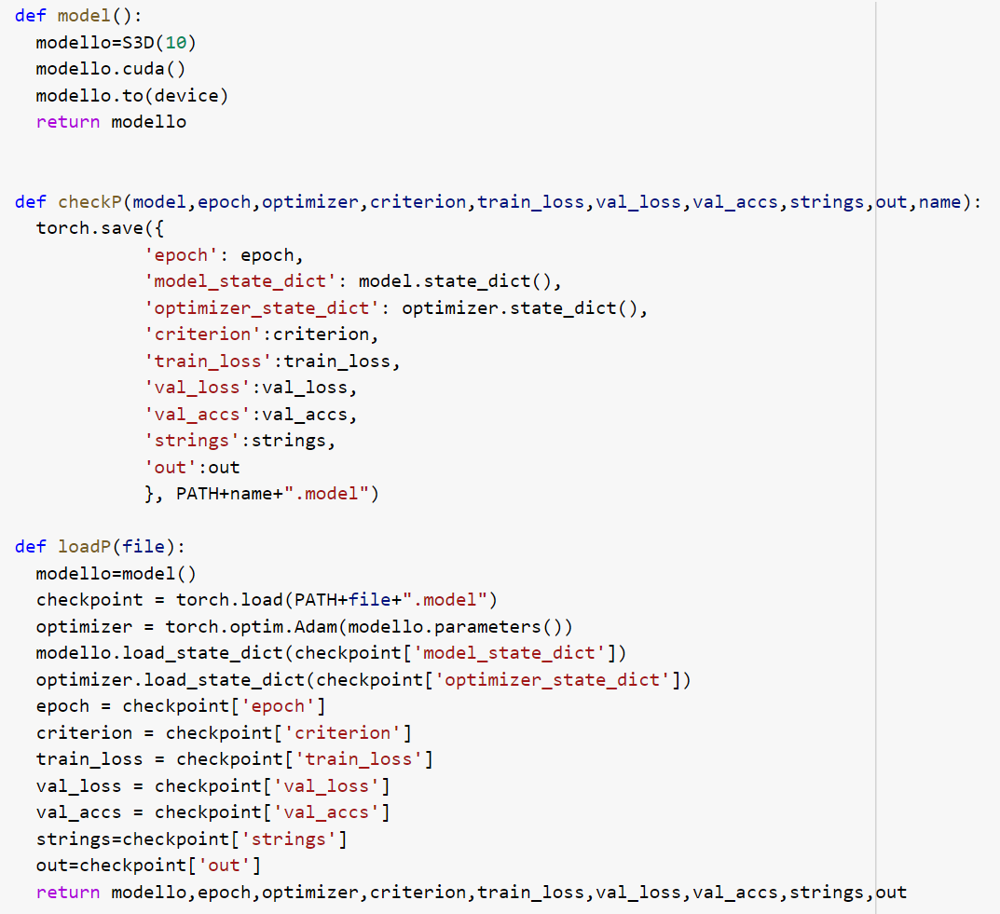 def model():
  modello=S3D(10)
  modello.cuda()
  modello.to(device)
  return modello
def checkP(model,epoch,optimizer,criterion,train_loss,val_loss,val_accs,strings,out,name):
  torch.save({
            'epoch': epoch,
            'model_state_dict': model.state_dict(),
            'optimizer_state_dict': optimizer.state_dict(),
            'criterion':criterion,
            'train_loss':train_loss,
            'val_loss':val_loss,
            'val_accs':val_accs,
            'strings':strings,
            'out':out
            }, PATH+name+".model")
def loadP(file):
  modello=model()
  checkpoint = torch.load(PATH+file+".model")
  optimizer = torch.optim.Adam(modello.parameters())
  modello.load_state_dict(checkpoint['model_state_dict'])
  optimizer.load_state_dict(checkpoint['optimizer_state_dict'])
  epoch = checkpoint['epoch']
  criterion = checkpoint['criterion']
  train_loss = checkpoint['train_loss']
  val_loss = checkpoint['val_loss']
  val_accs = checkpoint['val_accs']
  strings=checkpoint['strings']
  out=checkpoint['out']
  return modello,epoch,optimizer,criterion,train_loss,val_loss,val_accs,strings,out